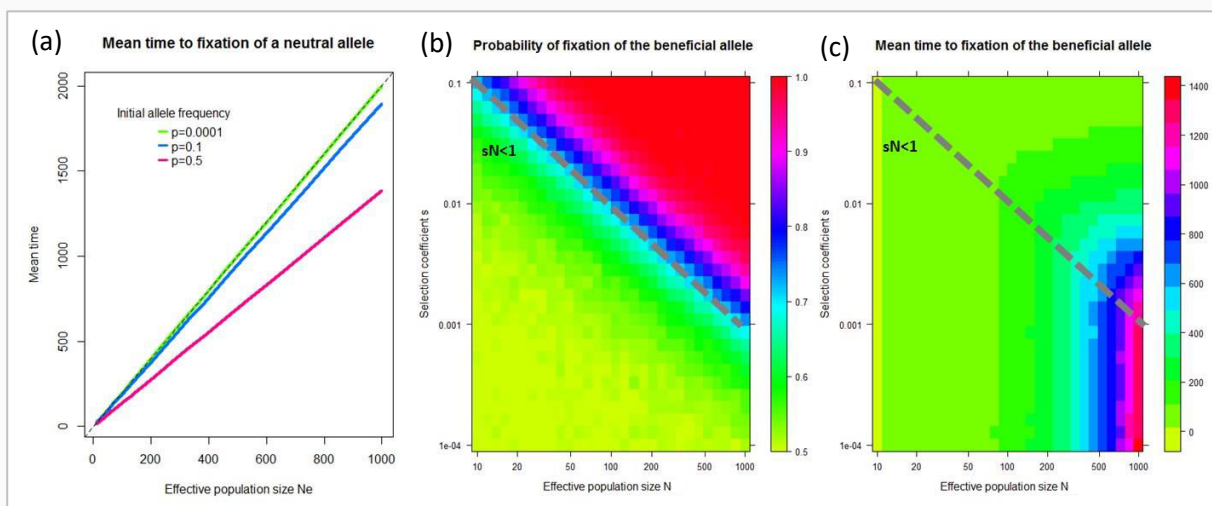 (a)
Mean time to fixation of a neutral allele
2000
1500
1000
500
0
Mean time
Initial allele frequency
p=0.0001
p=0.1
p=0.5
0 200 400 600 800 1000
Effective population size Ne
(b)
Probability of fixation of the beneficial allele
0.1
0.01
0.001
1e-04
Selection coefficient s
sN<1
10 20 50 100 200 500 1000
Effective population size N
1.0
0.9
0.8
0.7
0.6
0.5
(c)
Mean time to fixation of the beneficial allele
0.1
0.01
0.001
1e-04
Selection coefficient s
sN<1
10 20 50 100 200 500 1000
Effective population size N
1400
1200
1000
800
600
400
200
0